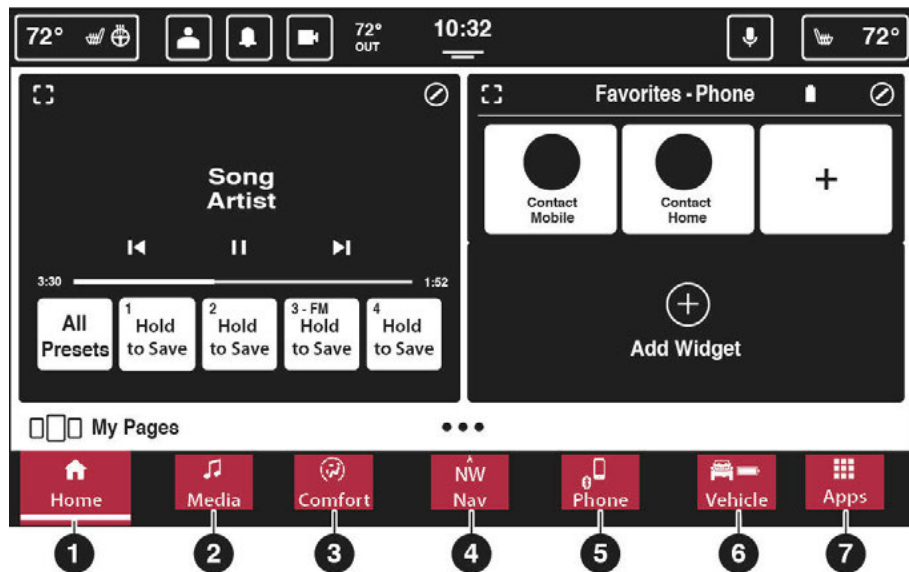 72°
72°
OUT
10:32
72°
Song
Artist
3:30
1:52
All
Presets
1
Hold
to Save
2
Hold
to Save
3 - FM
Hold
to Save
4
Hold
to Save
Favorites - Phone
Contact
Mobile
Contact
Home
+
Add Widget
My Pages
Home
Media
Comfort
NW
Nav
Phone
Vehicle
Apps
1
2
3
4
5
6
7